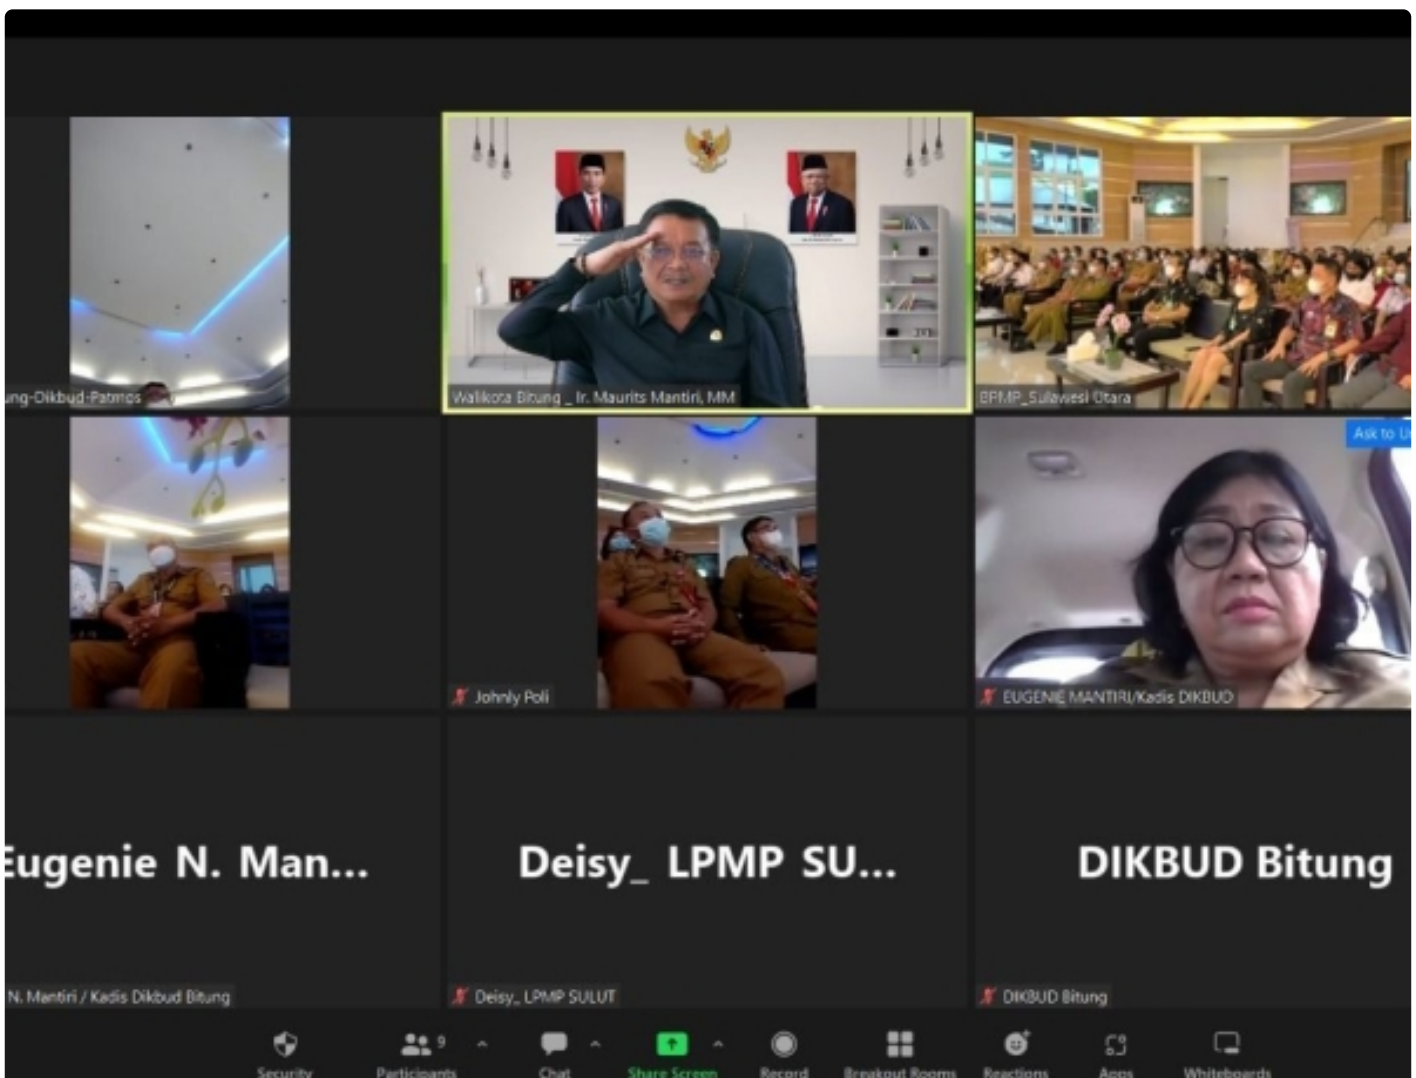 ung-Dikbud-Patmos
Walikota Bitung _ Ir. Maurits Mantiri, MM
BPMP_Sulawesi Utara
Ask to U
Johnly Poli
EUGENIE MANTIRI/Kadis DIKBUD
Eugenie N. Man...
Deisy_ LPMP SU...
DIKBUD Bitung
N. Mantiri / Kadis Dikbud Bitung
Deisy_ LPMP SULUT
DIKBUD Bitung
9
Security
Participants
Chat
Share Screen
Record
Breakout Rooms
Reactions
Apps
Whiteboards